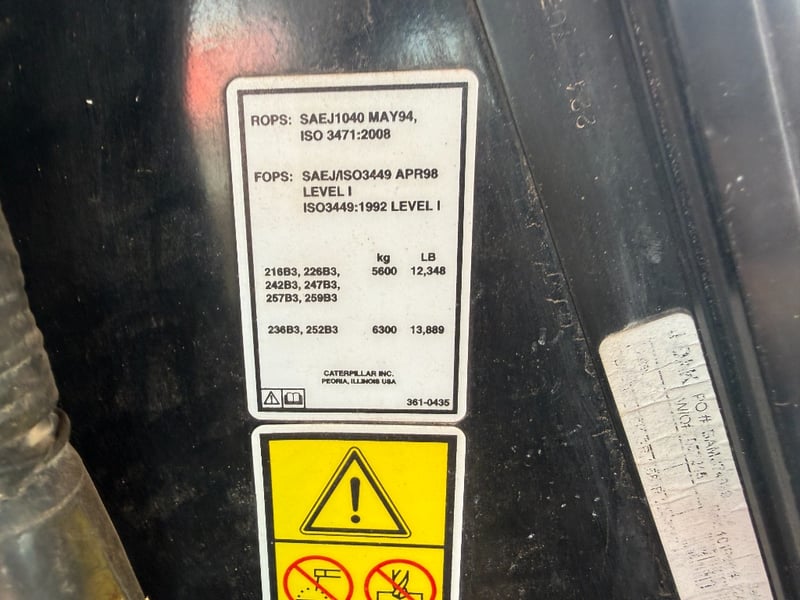 ROPS: SAEJ1040 MAY94,
ISO 3471:2008
FOPS: SAEJ/ISO3449 APR98
LEVEL I
ISO3449:1992 LEVEL I
kg LB
216B3, 226B3, 5600 12,348
242B3, 247B3,
257B3, 259B3
236B3, 252B3 6300 13,889
CATERPILLAR INC.
PEORIA, ILLINOIS USA
361-0435
PO#